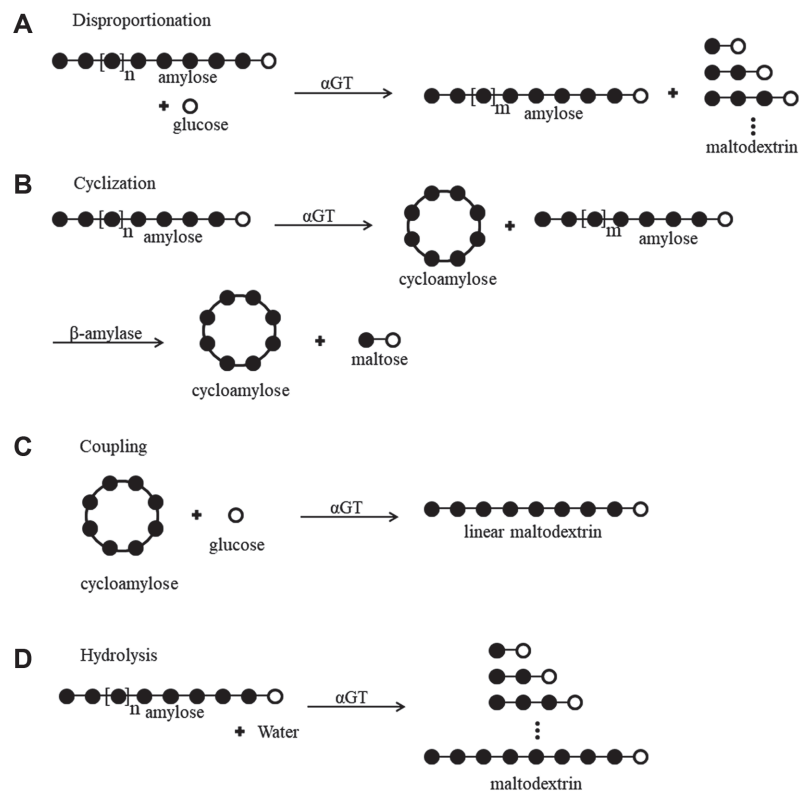 A Disproportionation
[ ]n amylose
+ glucose
αGT
[ ]m amylose
+
maltodextrin
B Cyclization
[ ]n amylose
αGT
cycloamylose
+
[ ]m amylose
β-amylase
cycloamylose
+
maltose
C Coupling
cycloamylose
+
glucose
αGT
linear maltodextrin
D Hydrolysis
[ ]n amylose
+ Water
αGT
maltodextrin